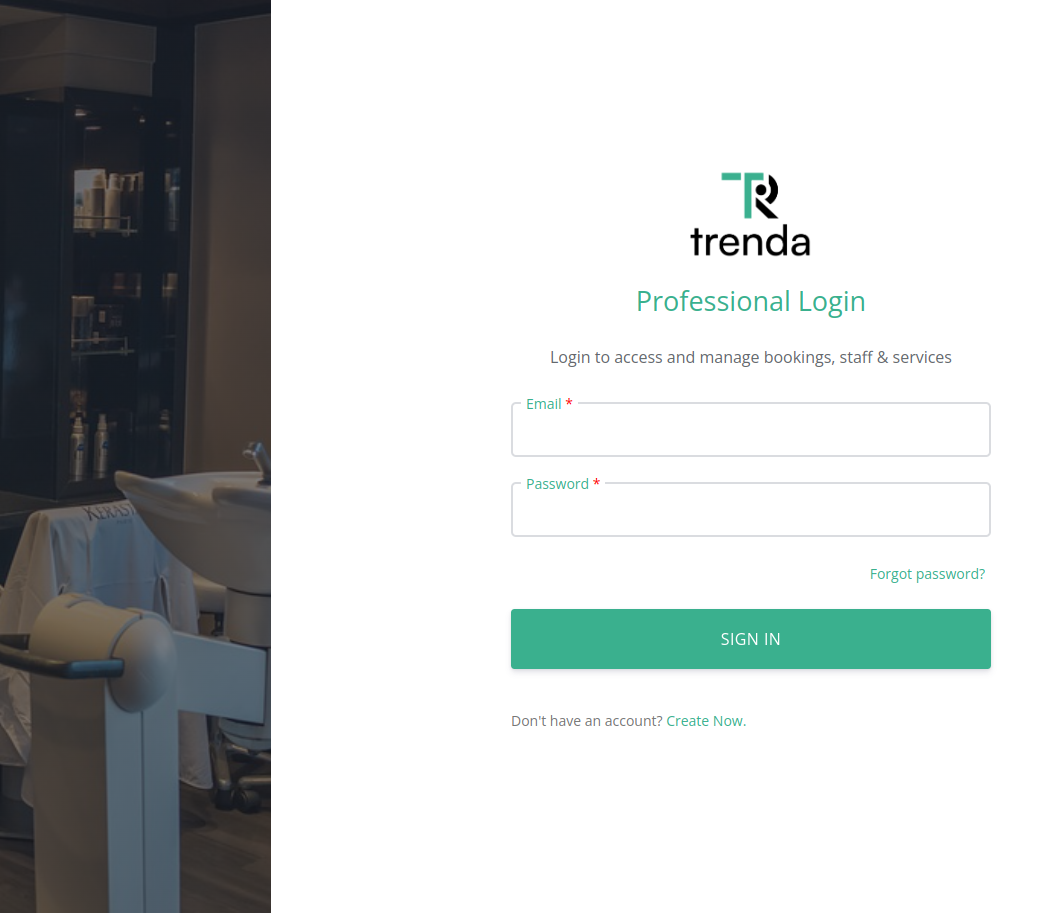 trenda
Professional Login
Login to access and manage bookings, staff & services
Email *
Password *
Forgot password?
SIGN IN
Don't have an account? Create Now.